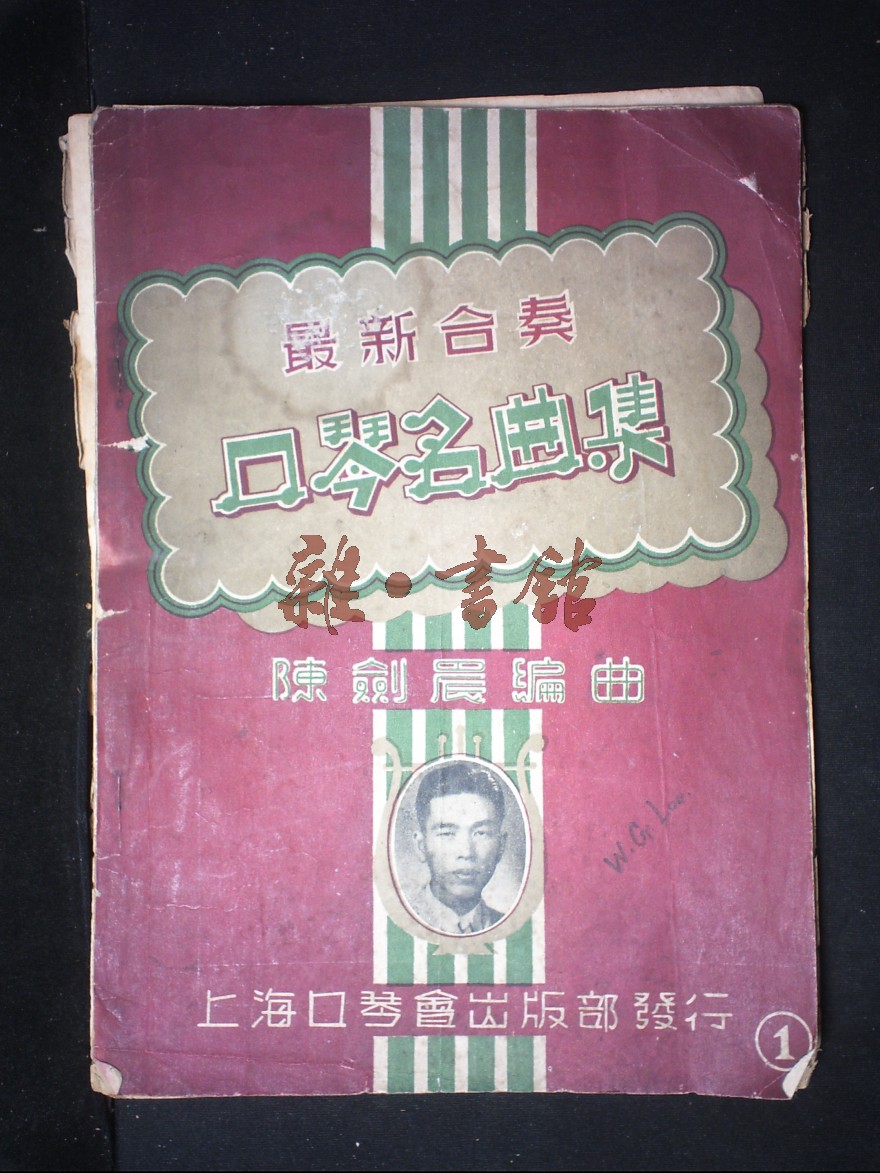 最新合奏
口琴名曲集
雜·書館
陳劍晨編曲
W. G. Loo.
上海口琴會出版部發行
1